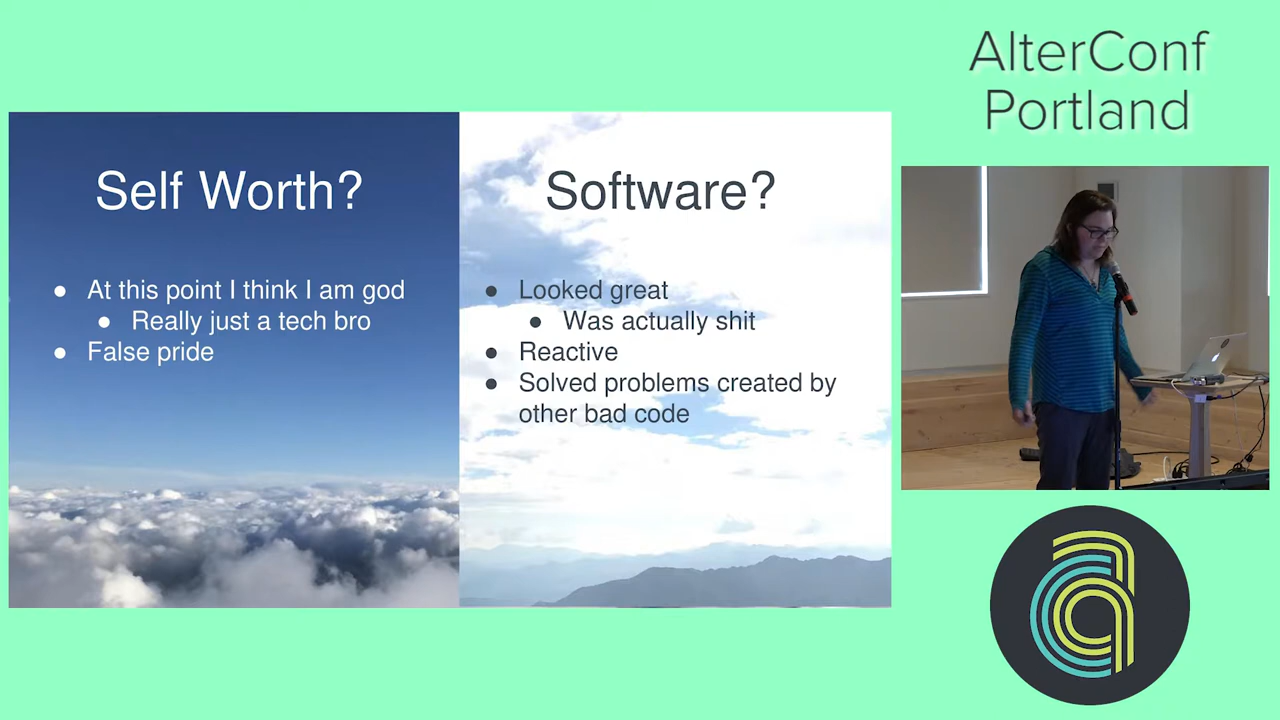 AlterConf
Portland
Self Worth?
At this point I think I am god
Really just a tech bro
False pride
Software?
Looked great
Was actually shit
Reactive
Solved problems created by
other bad code